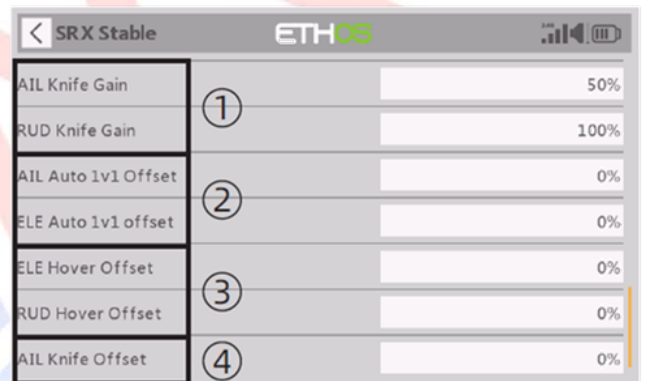 SRX Stable ETHOS
AIL Knife Gain 50%
①
RUD Knife Gain 100%
AIL Auto 1v1 Offset 0%
②
ELE Auto 1v1 offset 0%
ELE Hover Offset 0%
③
RUD Hover Offset 0%
AIL Knife Offset ④ 0%